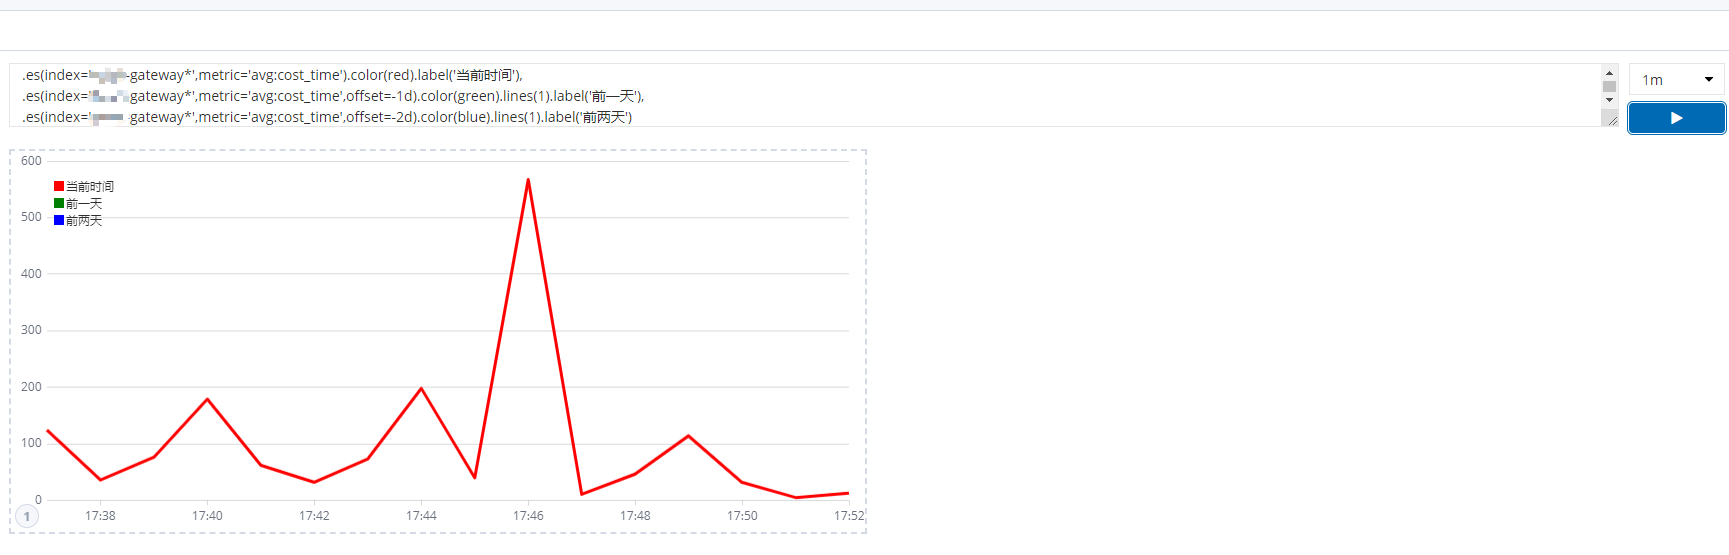 .es(index=' -gateway*',metric='avg:cost_time').color(red).label('当前时间'),
.es(index=' gateway*',metric='avg:cost_time',offset=-1d).color(green).lines(1).label('前一天'),
.es(index=' gateway*',metric='avg:cost_time',offset=-2d).color(blue).lines(1).label('前两天')
1m
600
当前时间
前一天
500
前两天
400
300
200
100
0
1
17:38 17:40 17:42 17:44 17:46 17:48 17:50 17:52